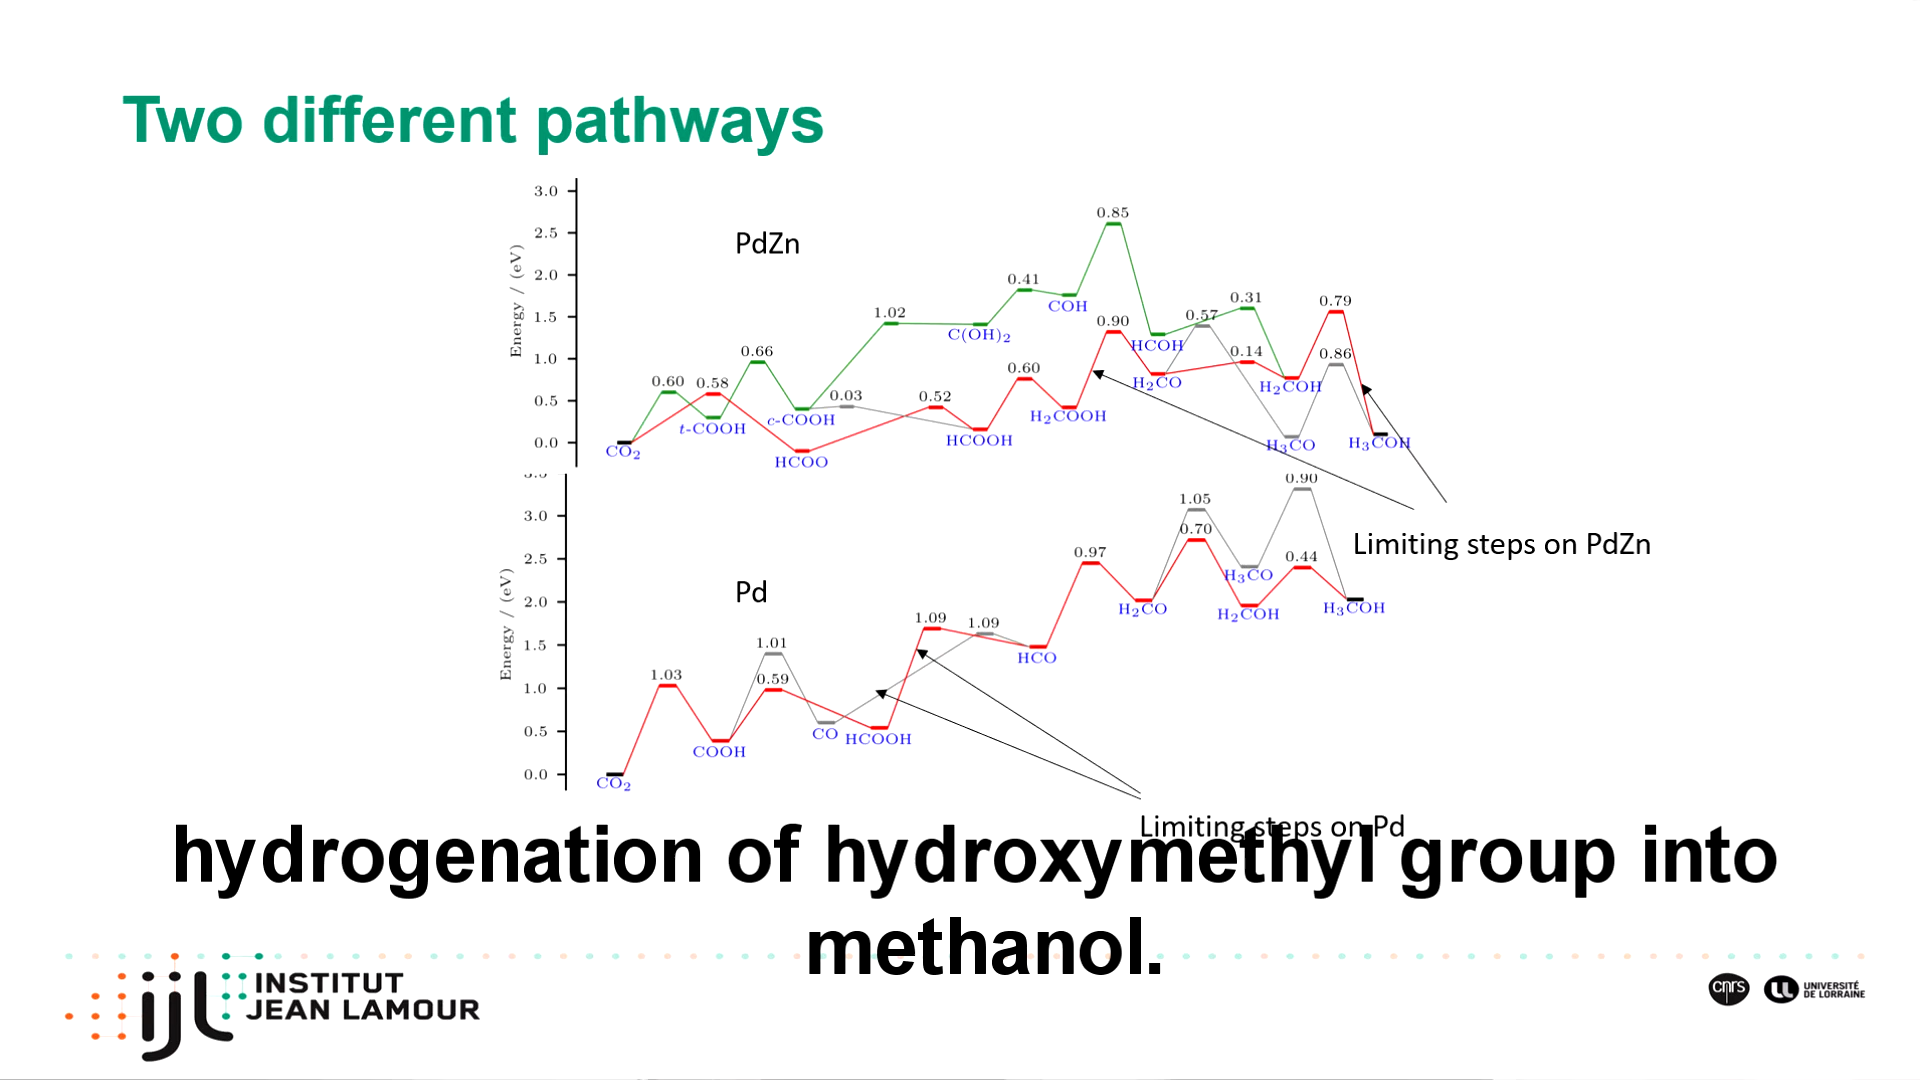 Two different pathways
3.0
2.5
2.0
1.5
1.0
0.5
0.0
Energy / (eV)
PdZn
0.60
0.58
0.66
0.03
1.02
0.52
0.41
0.60
0.85
0.90
0.57
0.31
0.14
0.79
0.86
CO₂
t-COOH
c-COOH
HCOO
C(OH)₂
HCOOH
COH
H₂COOH
HCOH
H₂CO
H₂COH
H₃CO
H₃COH
Limiting steps on PdZn
3.0
2.5
2.0
1.5
1.0
0.5
0.0
Energy / (eV)
Pd
1.03
1.01
0.59
1.09
1.09
0.97
1.05
0.70
0.90
0.44
CO₂
COOH
CO
HCOOH
HCO
H₂CO
H₃CO
H₂COH
H₃COH
Limiting steps on Pd
hydrogenation of hydroxymethyl group into
methanol.
ijl
INSTITUT
JEAN LAMOUR
cnrs
UL
UNIVERSITÉ
DE LORRAINE